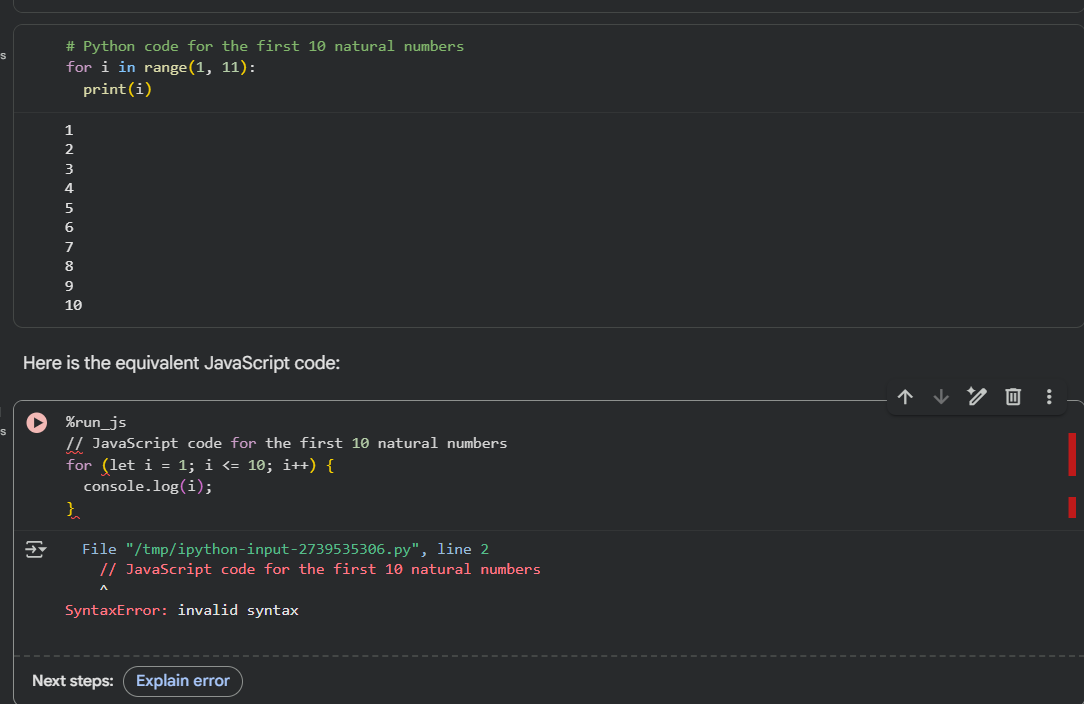 # Python code for the first 10 natural numbers
s
for i in range(1, 11):
  print(i)
1
2
3
4
5
6
7
8
9
10
Here is the equivalent JavaScript code:
%run_js
s
// JavaScript code for the first 10 natural numbers
for (let i = 1; i <= 10; i++) {
  console.log(i);
}
  File "/tmp/ipython-input-2739535306.py", line 2
    // JavaScript code for the first 10 natural numbers
    ^
SyntaxError: invalid syntax
Next steps: Explain error